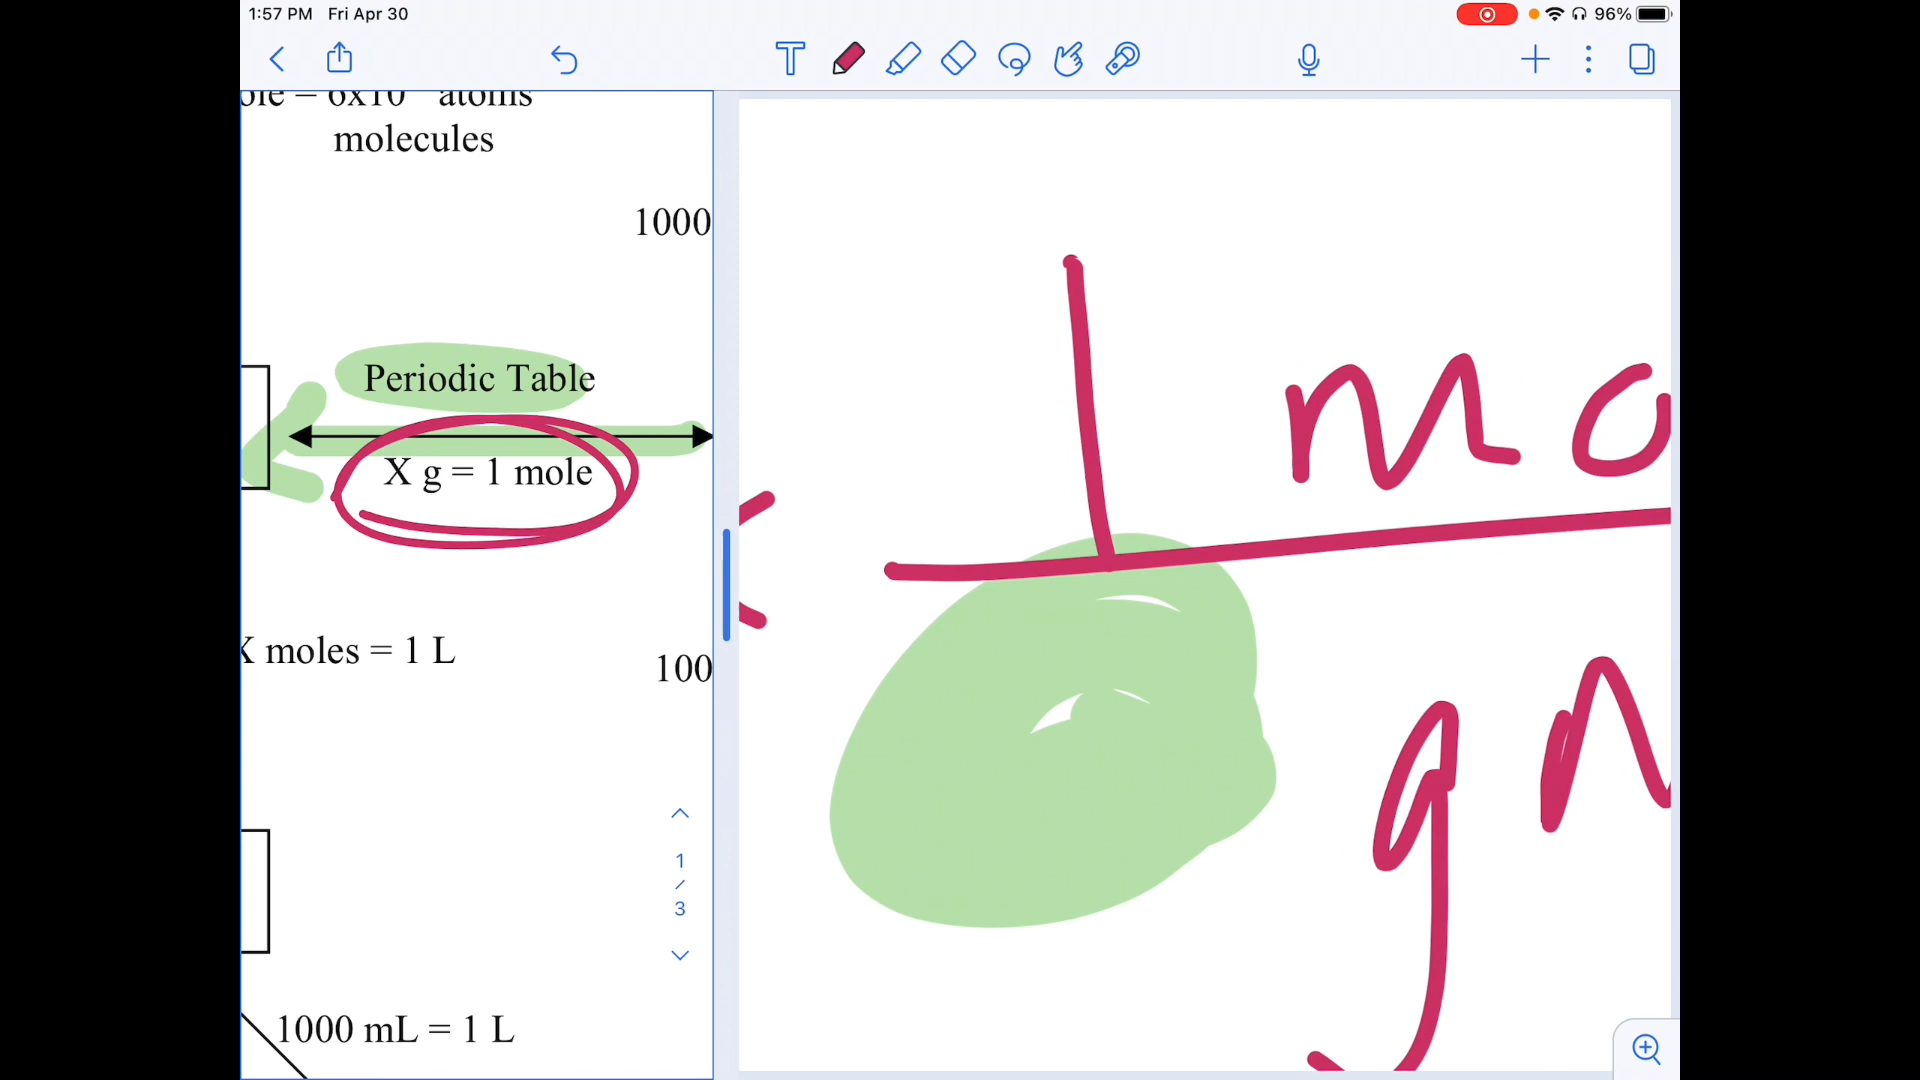 1:57 PM Fri Apr 30
96%
atoms
molecules
1000
Periodic Table
X g = 1 mole
X moles = 1 L
100
1
/
3
1000 mL = 1 L
1 mo
g